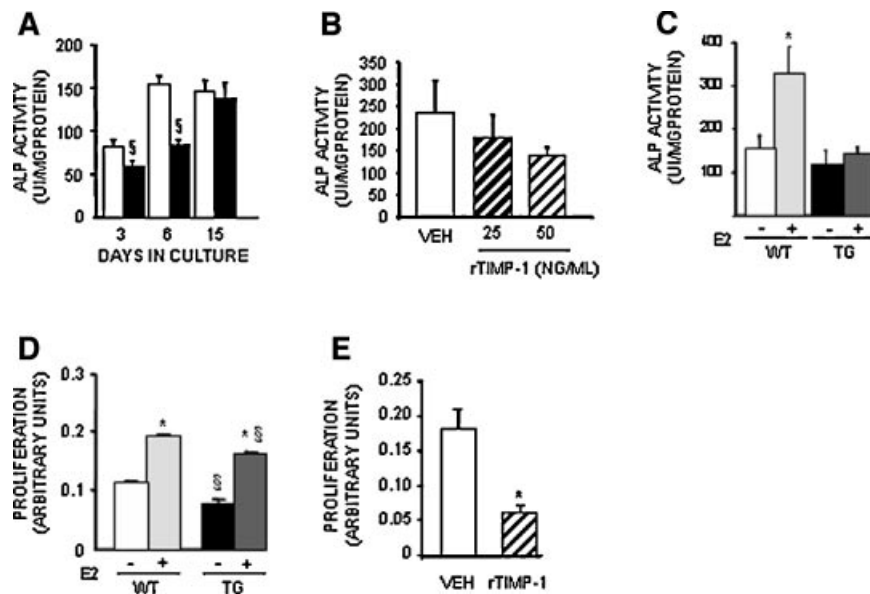 A
ALP ACTIVITY
(UI/MGPROTEIN)
200
150
100
50
0
§
§
3 6 15
DAYS IN CULTURE
B
ALP ACTIVITY
(UI/MGPROTEIN)
350
300
250
200
150
100
50
0
VEH 25 50
rTIMP-1 (NG/ML)
C
ALP ACTIVITY
(UI/MGPROTEIN)
400
300
200
100
*
E2 - + - +
WT TG
D
PROLIFERATION
(ARBITRARY UNITS)
0.3
0.2
0.1
0
*
§
* §
E2 - + - +
WT TG
E
PROLIFERATION
(ARBITRARY UNITS)
0.25
0.20
0.15
0.10
0.05
0
*
VEH rTIMP-1